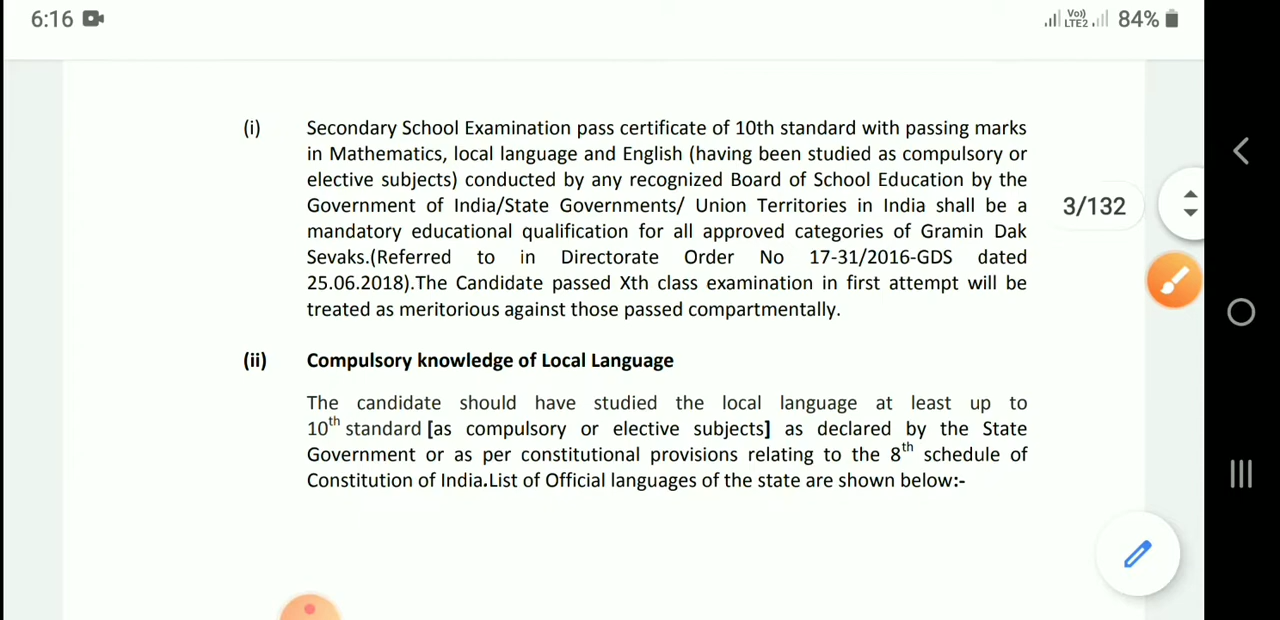 6:16 Vo)) LTE2 84%
(i) Secondary School Examination pass certificate of 10th standard with passing marks
in Mathematics, local language and English (having been studied as compulsory or
elective subjects) conducted by any recognized Board of School Education by the
Government of India/State Governments/ Union Territories in India shall be a
mandatory educational qualification for all approved categories of Gramin Dak
Sevaks.(Referred to in Directorate Order No 17-31/2016-GDS dated
25.06.2018).The Candidate passed Xth class examination in first attempt will be
treated as meritorious against those passed compartmentally.
3/132
(ii) Compulsory knowledge of Local Language
The candidate should have studied the local language at least up to
10th standard [as compulsory or elective subjects] as declared by the State
Government or as per constitutional provisions relating to the 8th schedule of
Constitution of India.List of Official languages of the state are shown below:-